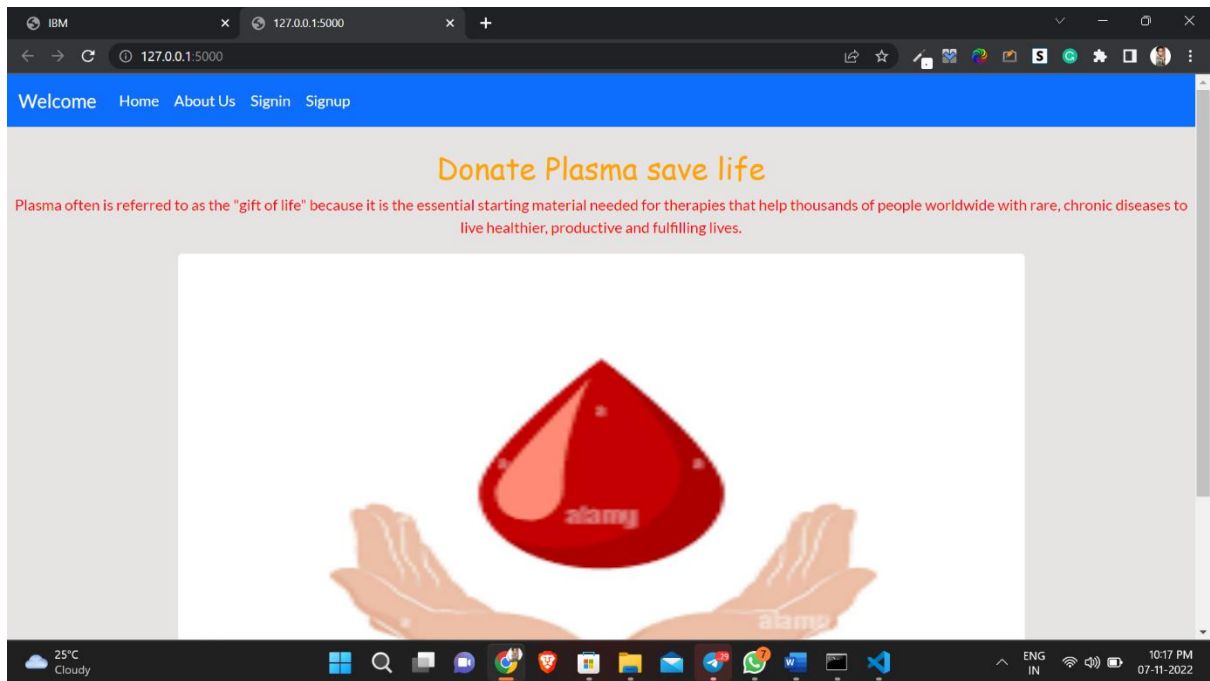 IBM
127.0.0.1:5000
127.0.0.1:5000
Welcome Home About Us Signin Signup
Donate Plasma save life
Plasma often is referred to as the "gift of life" because it is the essential starting material needed for therapies that help thousands of people worldwide with rare, chronic diseases to
live healthier, productive and fulfilling lives.
a
a
a
alamy
a
alamy
25°C
Cloudy
29
7
ENG
IN
10:17 PM
07-11-2022